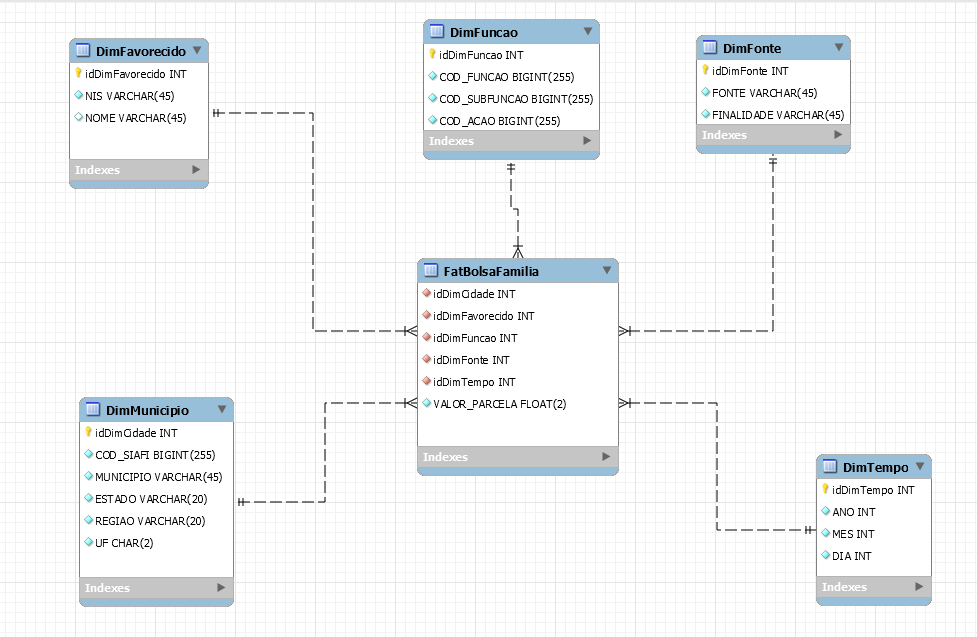 DimFavorecido
idDimFavorecido INT
NIS VARCHAR(45)
NOME VARCHAR(45)
Indexes
DimFuncao
idDimFuncao INT
COD_FUNCAO BIGINT(255)
COD_SUBFUNCAO BIGINT(255)
COD_ACAO BIGINT(255)
Indexes
DimFonte
idDimFonte INT
FONTE VARCHAR(45)
FINALIDADE VARCHAR(45)
Indexes
FatBolsaFamilia
idDimCidade INT
idDimFavorecido INT
idDimFuncao INT
idDimFonte INT
idDimTempo INT
VALOR_PARCELA FLOAT(2)
Indexes
DimMunicipio
idDimCidade INT
COD_SIAFI BIGINT(255)
MUNICIPIO VARCHAR(45)
ESTADO VARCHAR(20)
REGIAO VARCHAR(20)
UF CHAR(2)
Indexes
DimTempo
idDimTempo INT
ANO INT
MES INT
DIA INT
Indexes